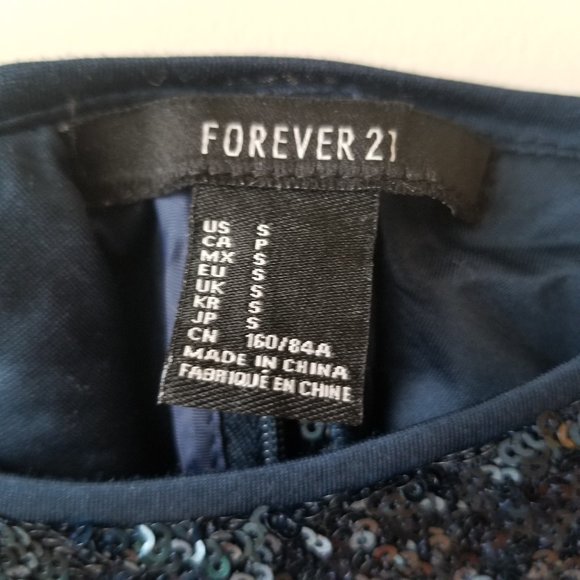 FOREVER 21
US S
CA P
MX S
EU S
UK S
KR S
JP S
CN 160/84A
MADE IN CHINA
FABRIQUÉ EN CHINE